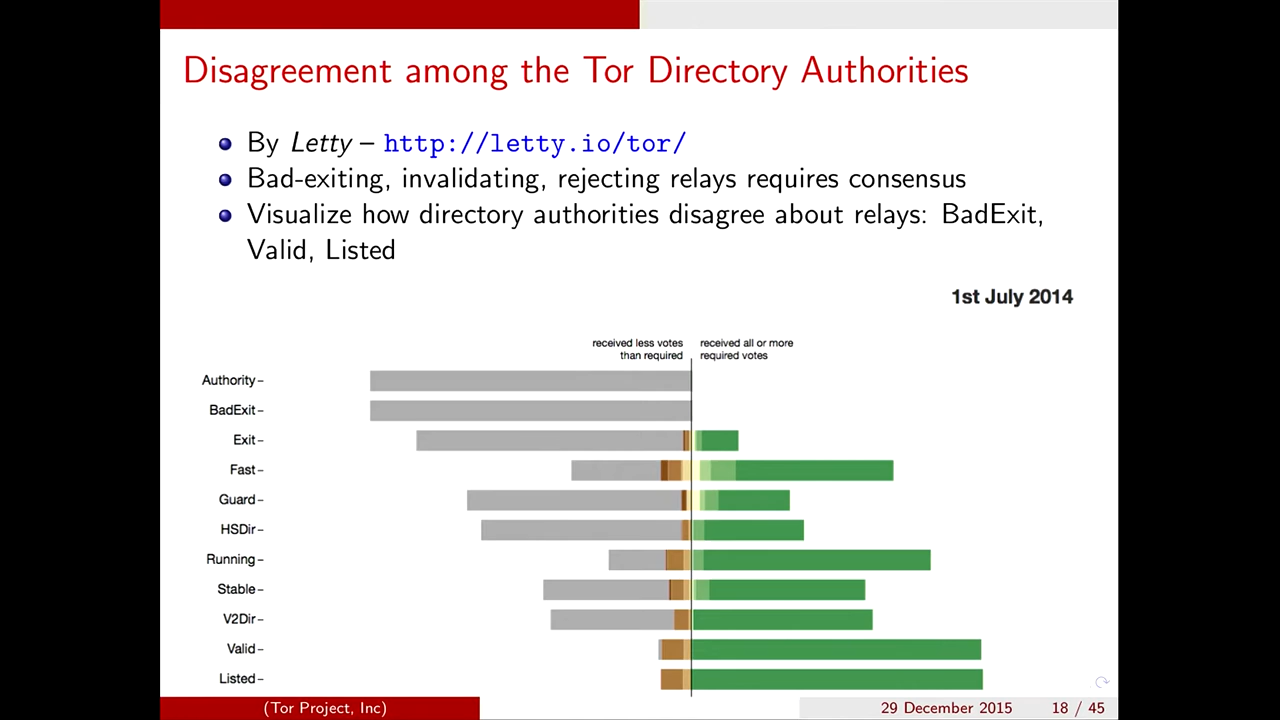 Disagreement among the Tor Directory Authorities
By Letty – http://letty.io/tor/
Bad-exiting, invalidating, rejecting relays requires consensus
Visualize how directory authorities disagree about relays: BadExit,
Valid, Listed
1st July 2014
received less votes
than required
received all or more
required votes
Authority
BadExit
Exit
Fast
Guard
HSDir
Running
Stable
V2Dir
Valid
Listed
(Tor Project, Inc)
29 December 2015
18 / 45